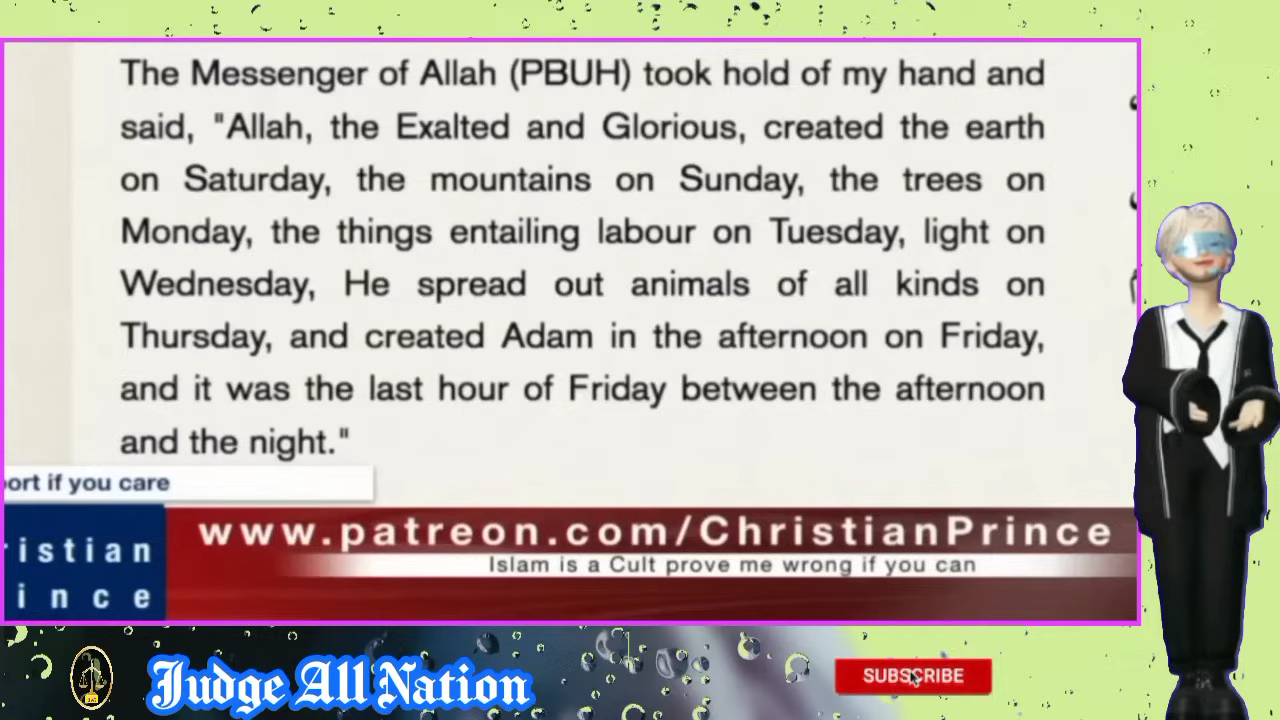 The Messenger of Allah (PBUH) took hold of my hand and
said, "Allah, the Exalted and Glorious, created the earth
on Saturday, the mountains on Sunday, the trees on
Monday, the things entailing labour on Tuesday, light on
Wednesday, He spread out animals of all kinds on
Thursday, and created Adam in the afternoon on Friday,
and it was the last hour of Friday between the afternoon
and the night."
ort if you care
ristian
ince
www.patreon.com/ChristianPrince
Islam is a Cult prove me wrong if you can
Judge All Nation
SUBSCRIBE